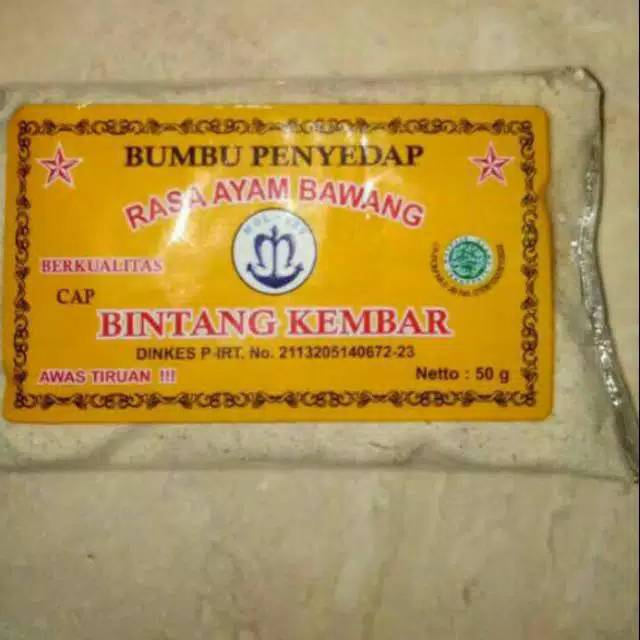 BUMBU PENYEDAP
RASA AYAM BAWANG
BERKUALITAS
CAP
BINTANG KEMBAR
DINKES P-IRT. No. 2113205140672-23
AWAS TIRUAN !!!
Netto : 50 g